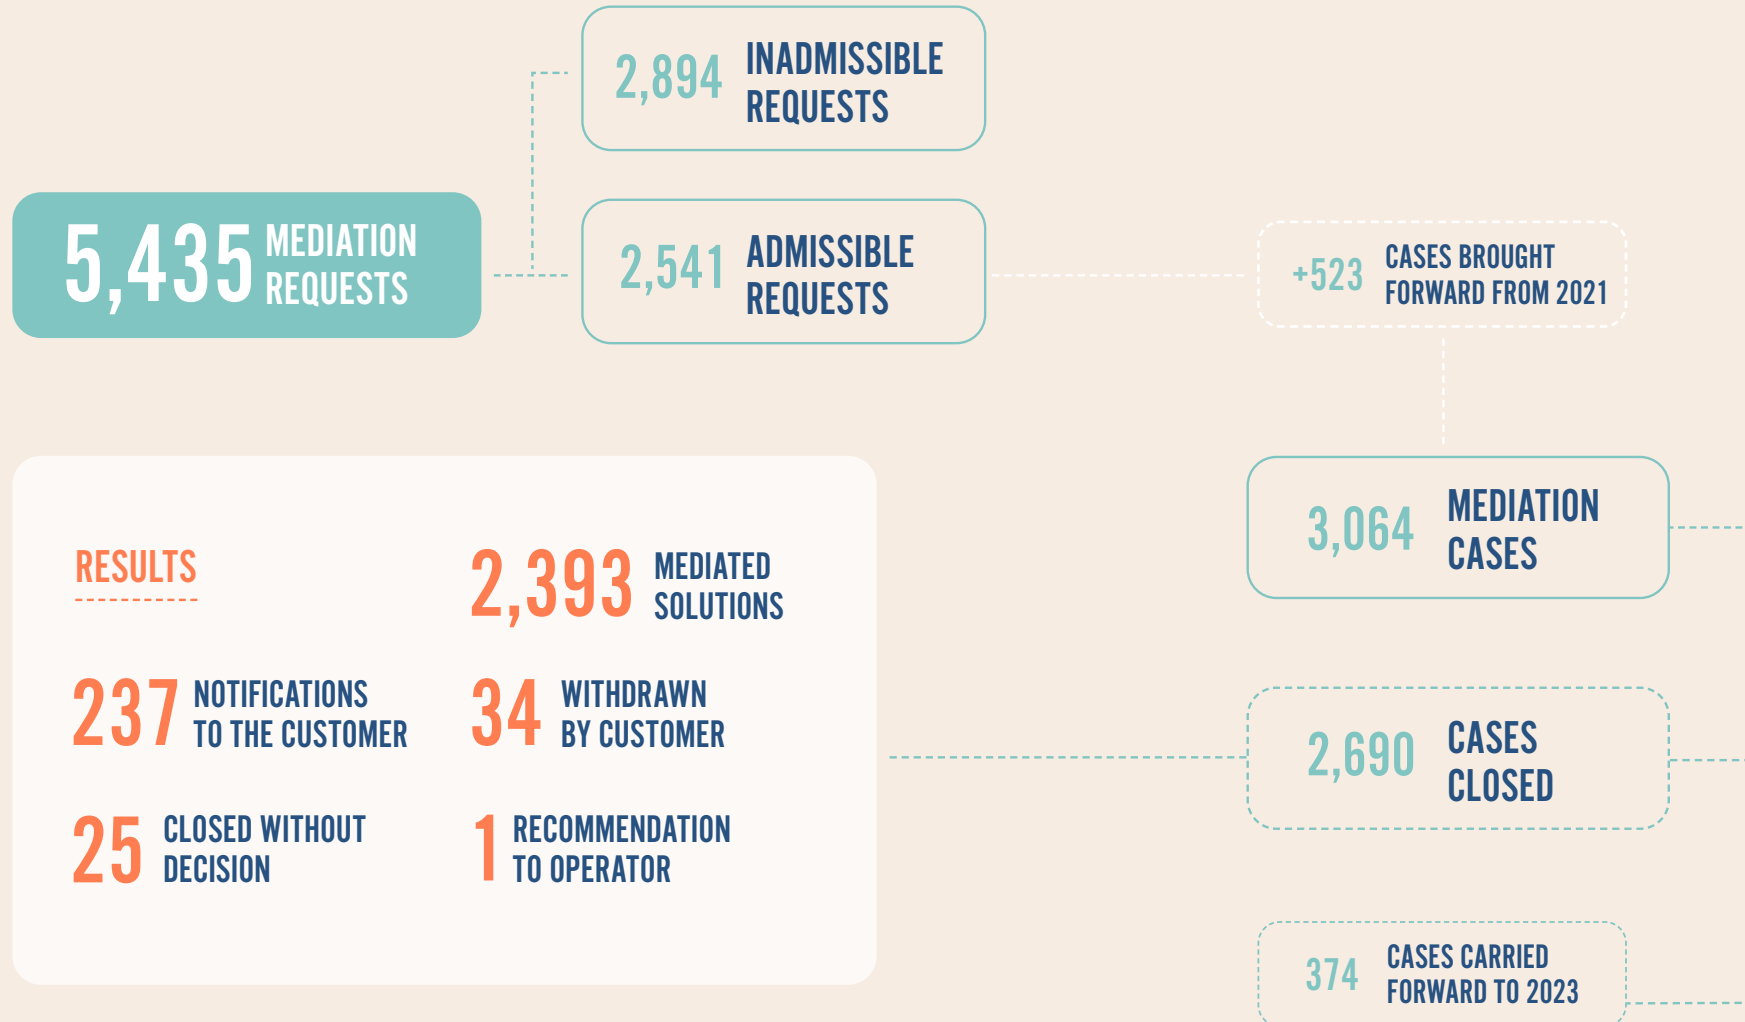 2,894 INADMISSIBLE
REQUESTS
5,435 MEDIATION
REQUESTS
2,541 ADMISSIBLE
REQUESTS
+523 CASES BROUGHT
FORWARD FROM 2021
3,064 MEDIATION
CASES
RESULTS
2,393 MEDIATED
SOLUTIONS
237 NOTIFICATIONS
TO THE CUSTOMER
34 WITHDRAWN
BY CUSTOMER
25 CLOSED WITHOUT
DECISION
1 RECOMMENDATION
TO OPERATOR
2,690 CASES
CLOSED
374 CASES CARRIED
FORWARD TO 2023